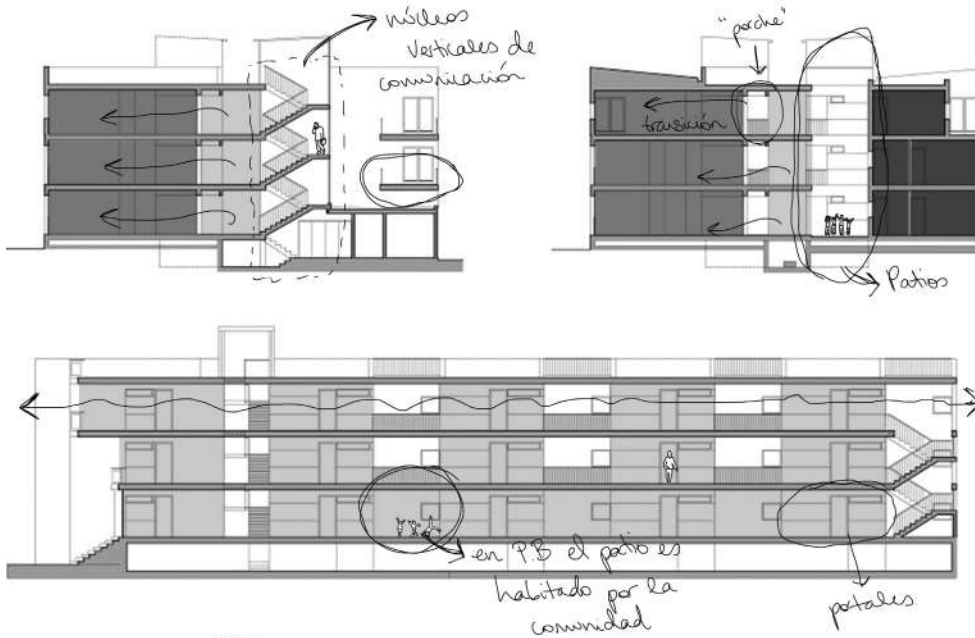 núcleos
verticales de
comunicación
"porche"
transición
Patios
en P.B el patio es
habitado por la
comunidad
portales